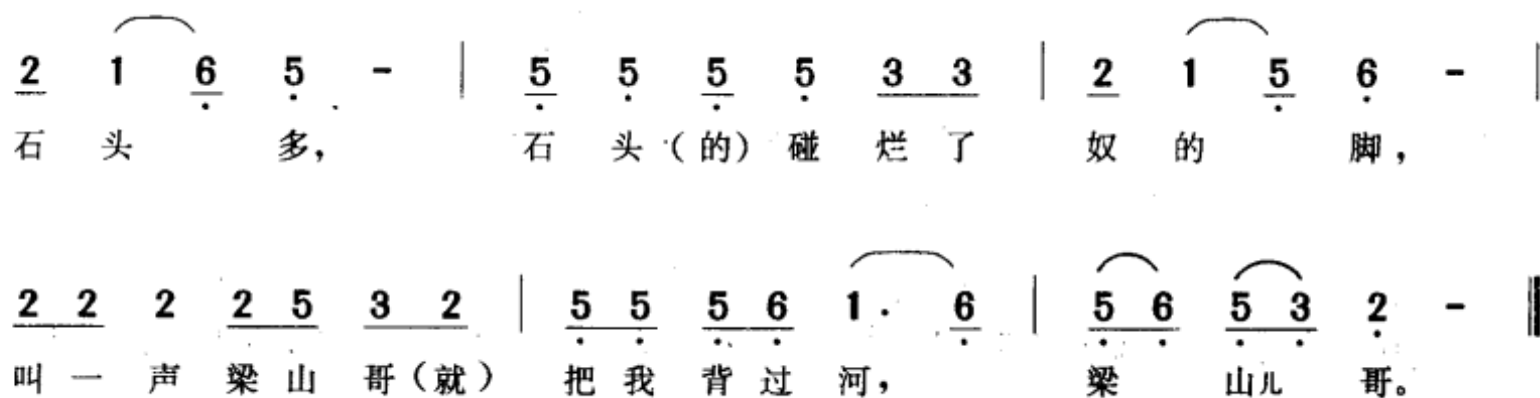 2 1 6 5 - | 5 5 5 5 3 3 | 2 1 5 6 - |
石 头 多， 石 头（的）碰 烂 了 奴 的 脚，
2 2 2 2 5 3 2 | 5 5 5 6 1 · 6 | 5 6 5 3 2 - ‖
叫 一 声 梁 山 哥（就） 把 我 背 过 河， 梁 山儿 哥。